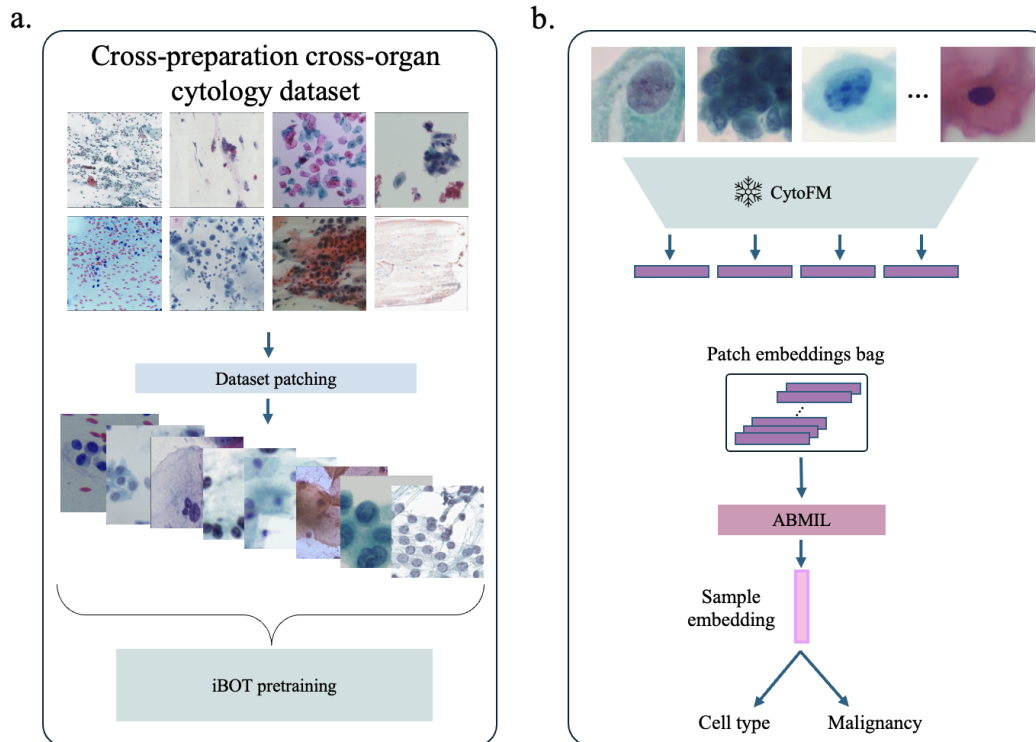 a.
Cross-preparation cross-organ
cytology dataset
Dataset patching
iBOT pretraining
b.
...
CytoFM
Patch embeddings bag
...
ABMIL
Sample
embedding
Cell type
Malignancy